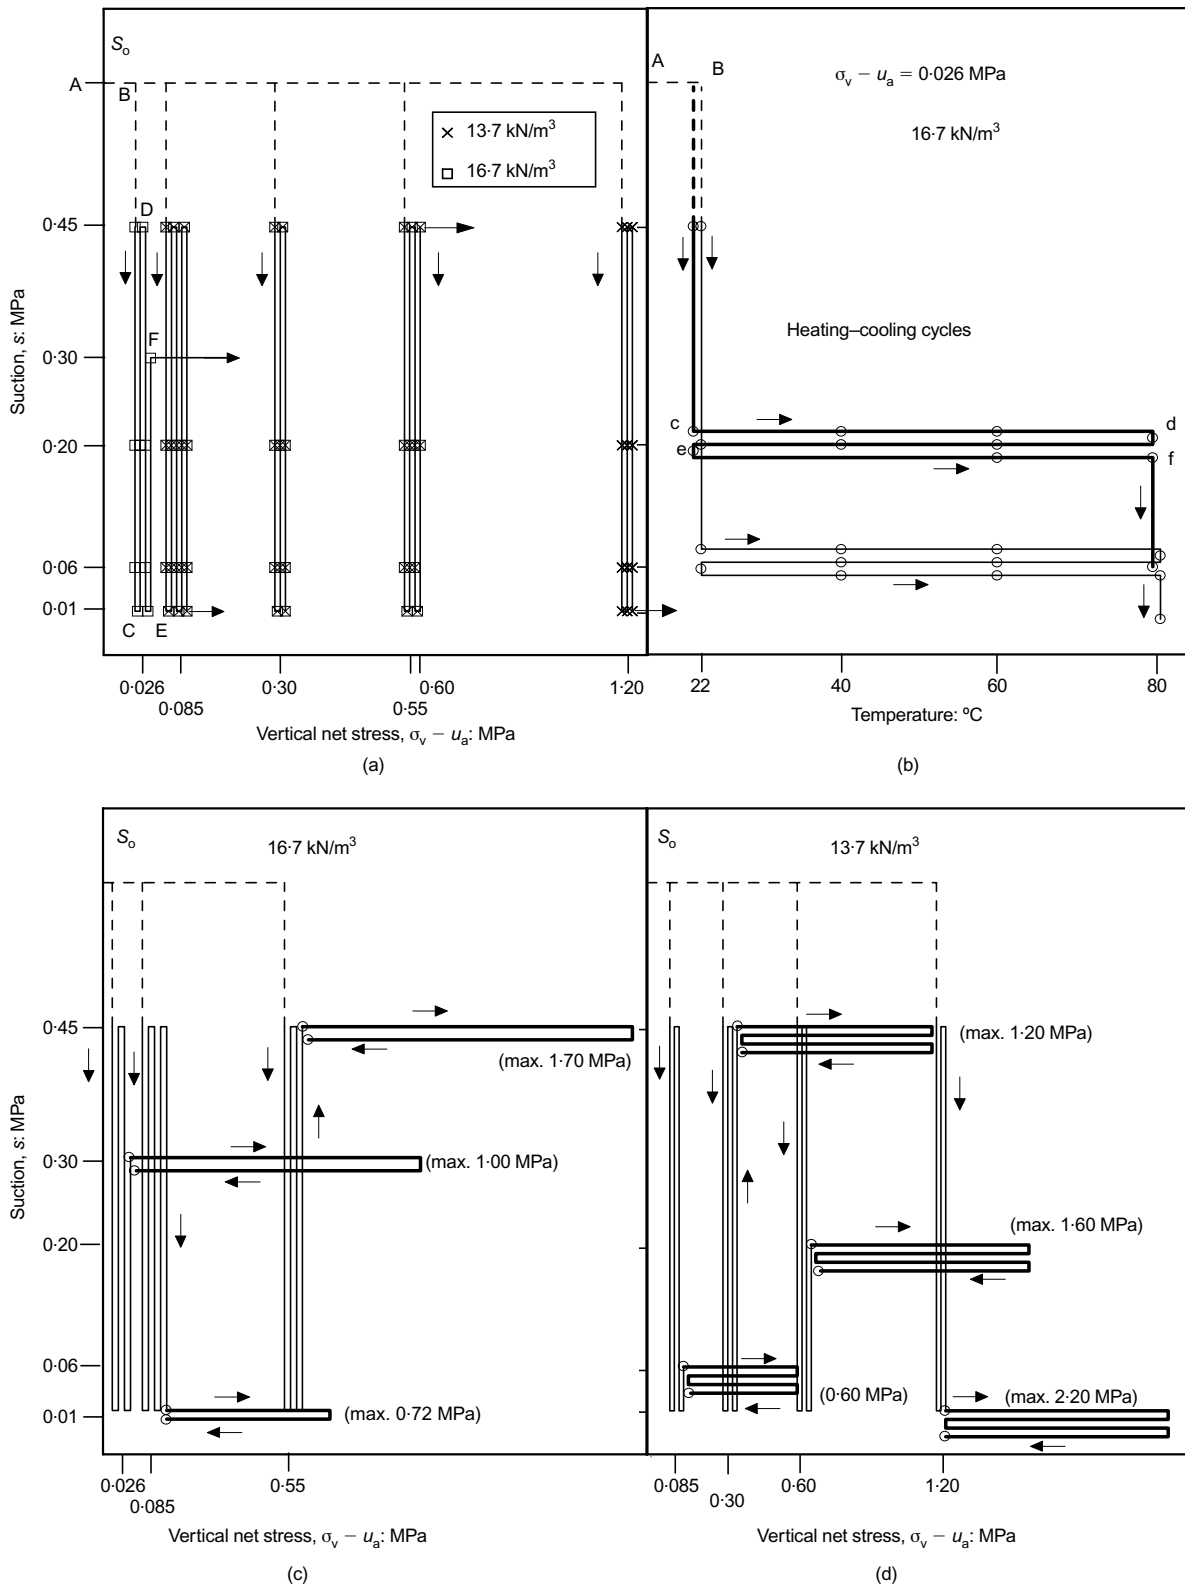 S₀
A
B
D
F
C E
× 13·7 kN/m³
□ 16·7 kN/m³
Suction, s: MPa
0·45
0·30
0·20
0·06
0·01
0·026
0·085
0·30
0·55
0·60
1·20
Vertical net stress, σᵥ − uₐ: MPa
(a)
A
B
σᵥ − uₐ = 0·026 MPa
16·7 kN/m³
Heating–cooling cycles
c
d
e
f
22 40 60 80
Temperature: ºC
(b)
S₀
16·7 kN/m³
Suction, s: MPa
0·45
0·30
0·20
0·06
0·01
(max. 1·70 MPa)
(max. 1·00 MPa)
(max. 0·72 MPa)
0·026
0·085
0·55
Vertical net stress, σᵥ − uₐ: MPa
(c)
S₀
13·7 kN/m³
(max. 1·20 MPa)
(max. 1·60 MPa)
(0·60 MPa)
(max. 2·20 MPa)
0·085
0·30
0·60
1·20
Vertical net stress, σᵥ − uₐ: MPa
(d)